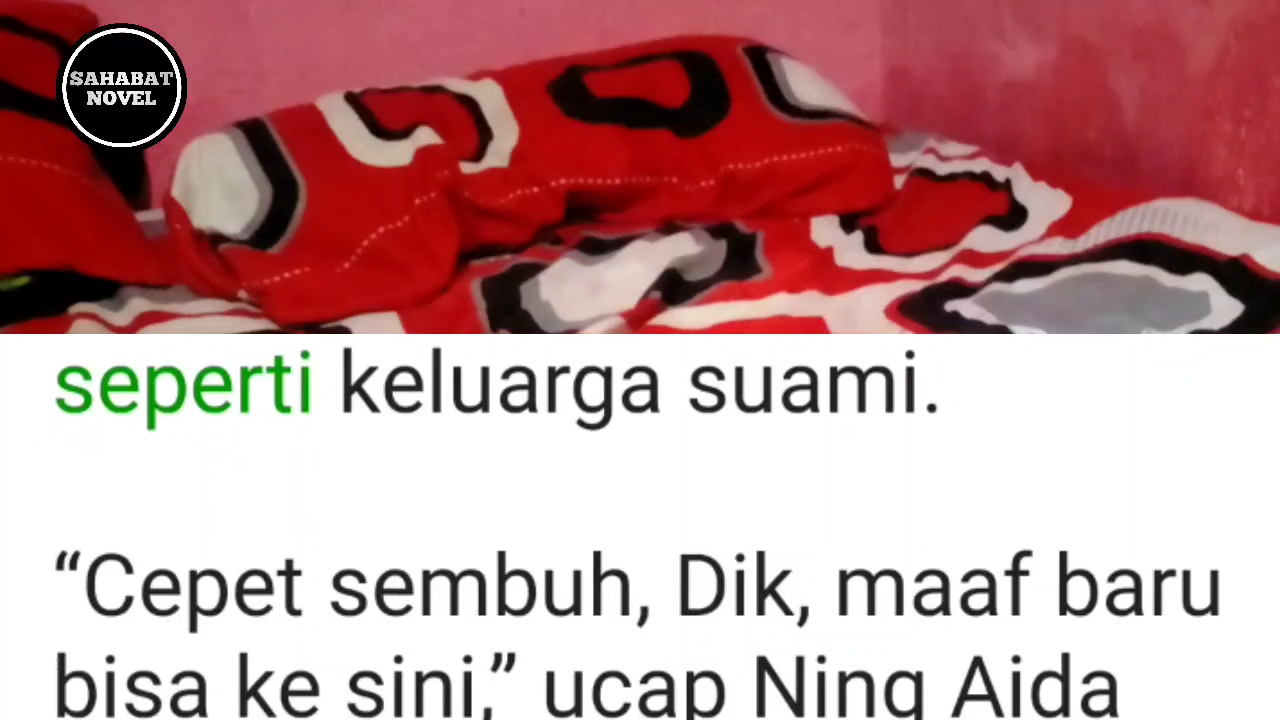 SAHABAT
NOVEL
seperti keluarga suami.
“Cepet sembuh, Dik, maaf baru
bisa ke sini,” ucap Ning Aida